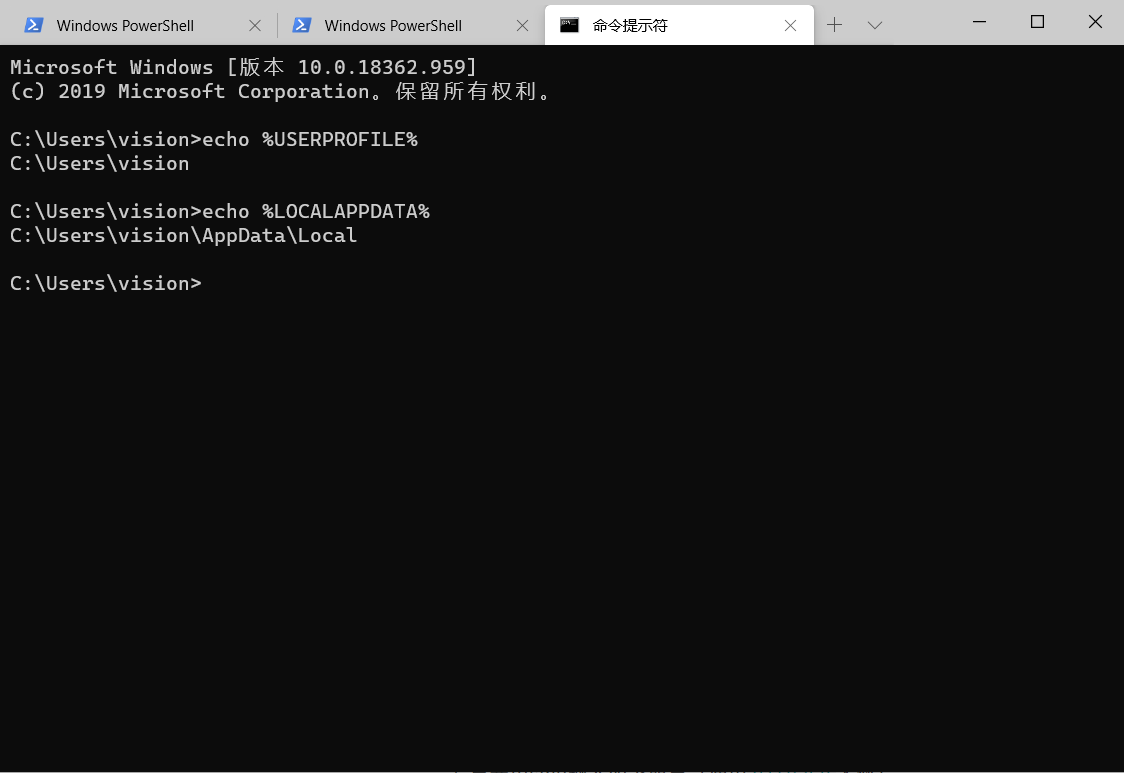 Windows PowerShell
Windows PowerShell
命令提示符
Microsoft Windows [版本 10.0.18362.959]
(c) 2019 Microsoft Corporation。保留所有权利。
C:\Users\vision>echo %USERPROFILE%
C:\Users\vision
C:\Users\vision>echo %LOCALAPPDATA%
C:\Users\vision\AppData\Local
C:\Users\vision>